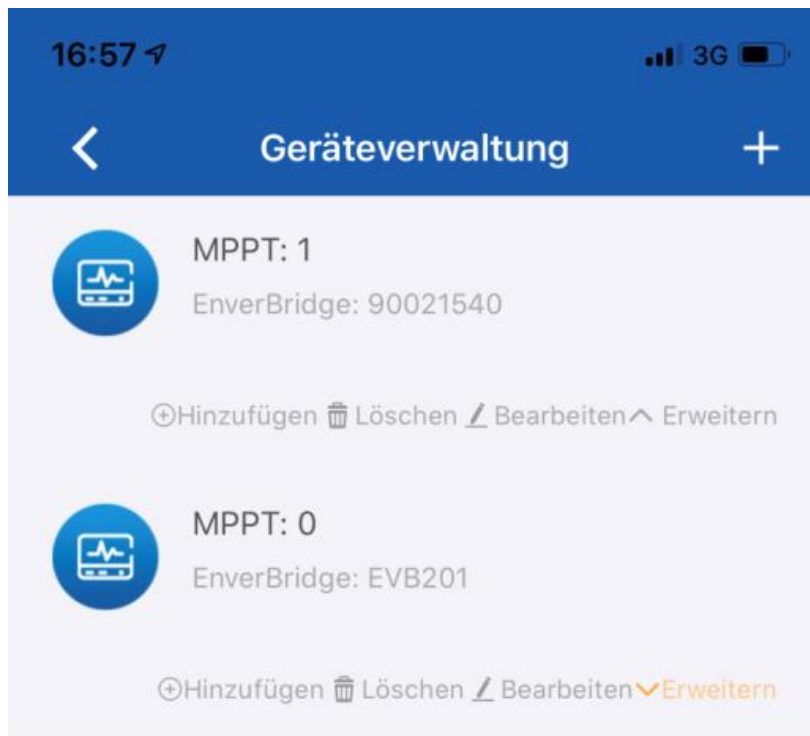 16:57 3G
Geräteverwaltung
MPPT: 1
EnverBridge: 90021540
Hinzufügen Löschen Bearbeiten Erweitern
MPPT: 0
EnverBridge: EVB201
Hinzufügen Löschen Bearbeiten Erweitern